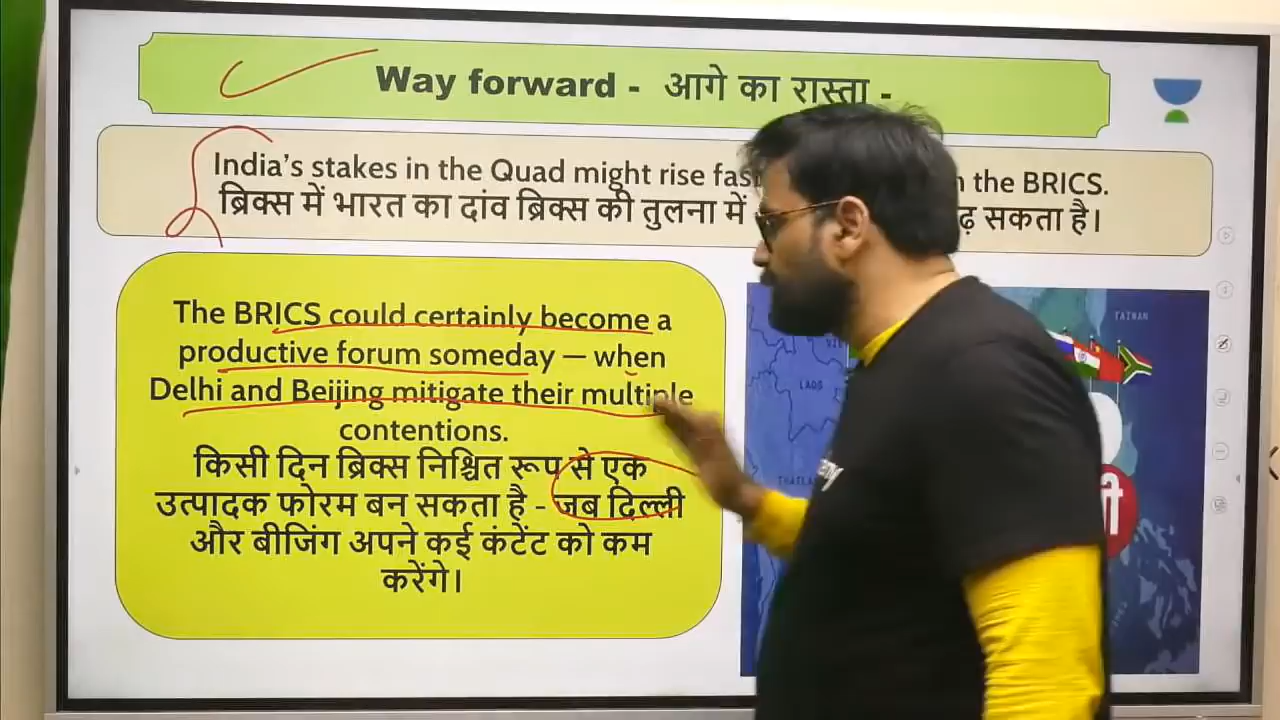 Way forward - आगे का रास्ता -
India's stakes in the Quad might rise the BRICS.
ब्रिक्स में भारत का दांव ब्रिक्स की तुलना में सकता है।
The BRICS could certainly become a
productive forum someday — when
Delhi and Beijing mitigate their multiple
contentions.
किसी दिन ब्रिक्स निश्चित रूप से एक
उत्पादक फोरम बन सकता है - जब दिल्ली
और बीजिंग अपने कई कंटेंट को कम
करेंगे।
TAIWAN
LAOS